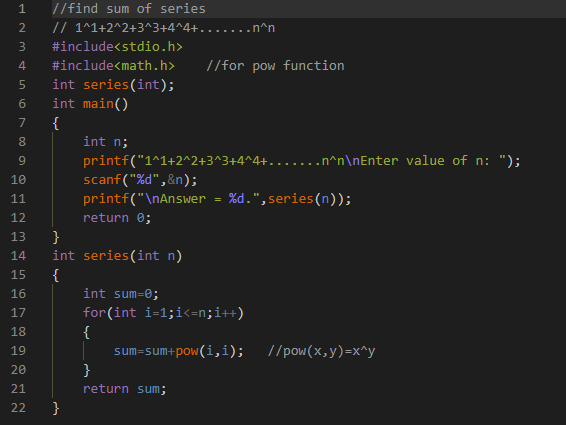 1 //find sum of series
2 // 1^1+2^2+3^3+4^4+.......n^n
3 #include<stdio.h>
4 #include<math.h>    //for pow function
5 int series(int);
6 int main()
7 {
8     int n;
9     printf("1^1+2^2+3^3+4^4+.......n^n\nEnter value of n: ");
10     scanf("%d",&n);
11     printf("\nAnswer = %d.",series(n));
12     return 0;
13 }
14 int series(int n)
15 {
16     int sum=0;
17     for(int i=1;i<=n;i++)
18     {
19         sum=sum+pow(i,i);   //pow(x,y)=x^y
20     }
21     return sum;
22 }